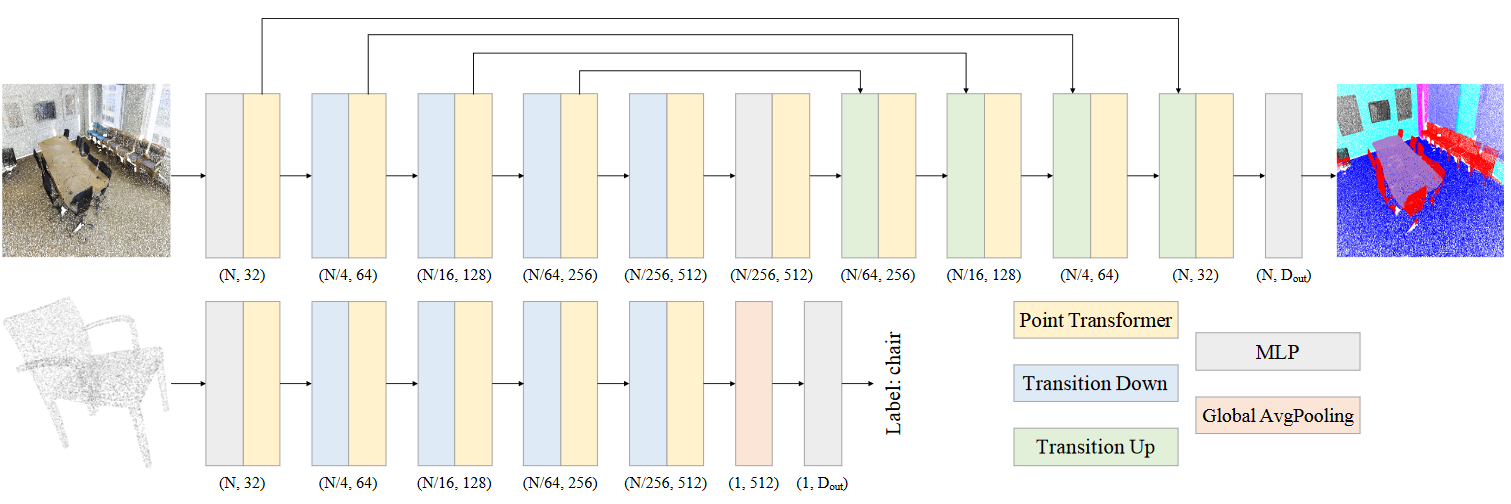 (N, 32) (N/4, 64) (N/16, 128) (N/64, 256) (N/256, 512) (N/256, 512) (N/64, 256) (N/16, 128) (N/4, 64) (N, 32) (N, Dout)
Point Transformer
MLP
Transition Down
Global AvgPooling
Transition Up
Label: chair
(N, 32) (N/4, 64) (N/16, 128) (N/64, 256) (N/256, 512) (1, 512) (1, Dout)